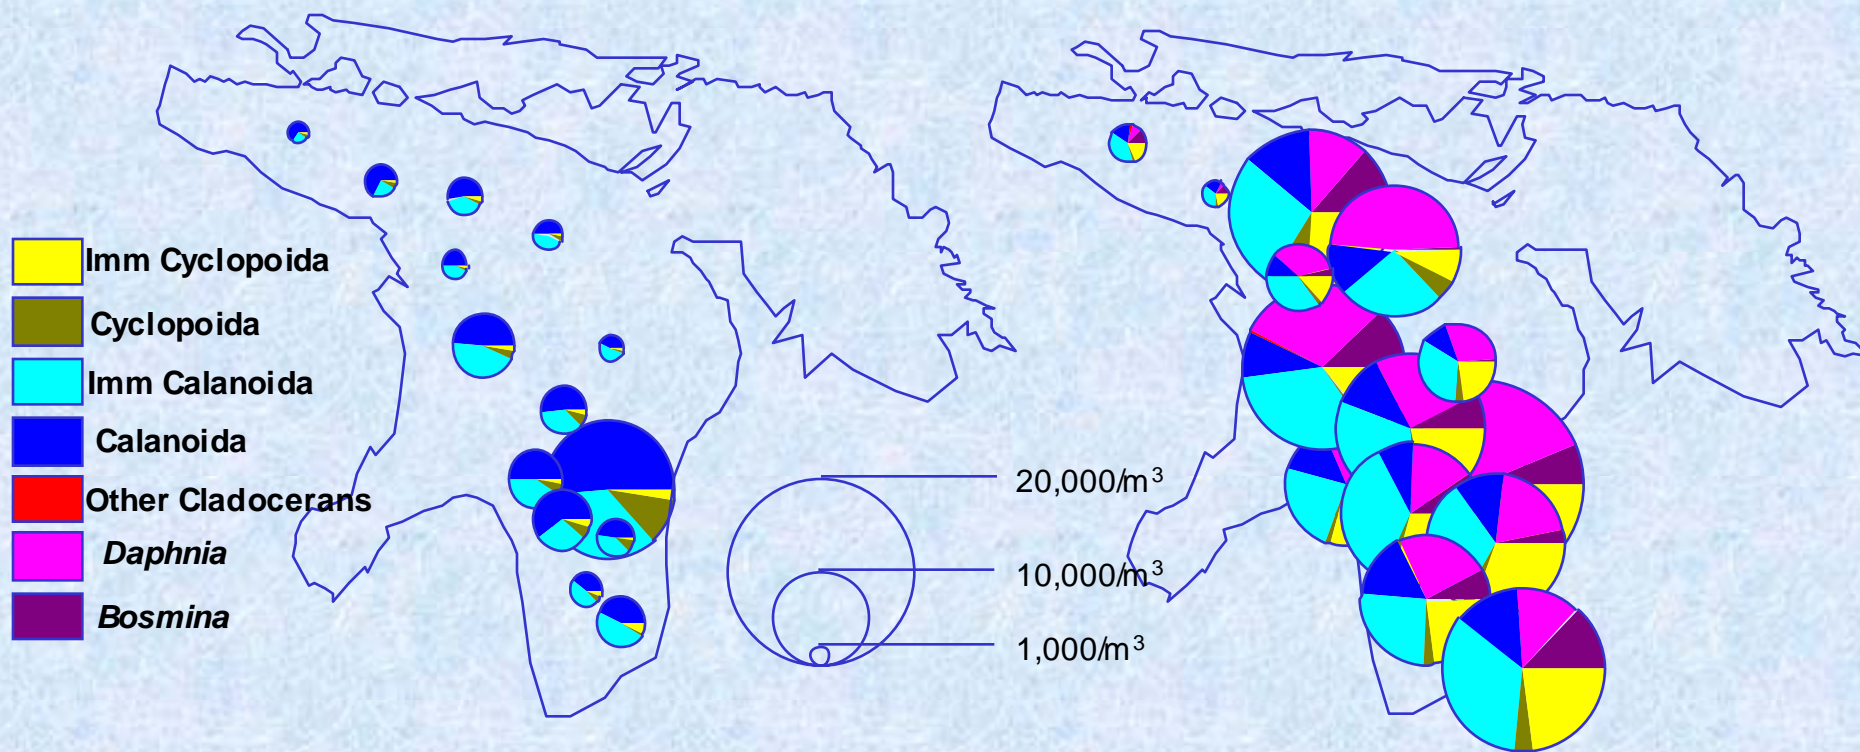 Imm Cyclopoida
Cyclopoida
Imm Calanoida
Calanoida
Other Cladocerans
Daphnia
Bosmina
20,000/m³
10,000/m³
1,000/m³